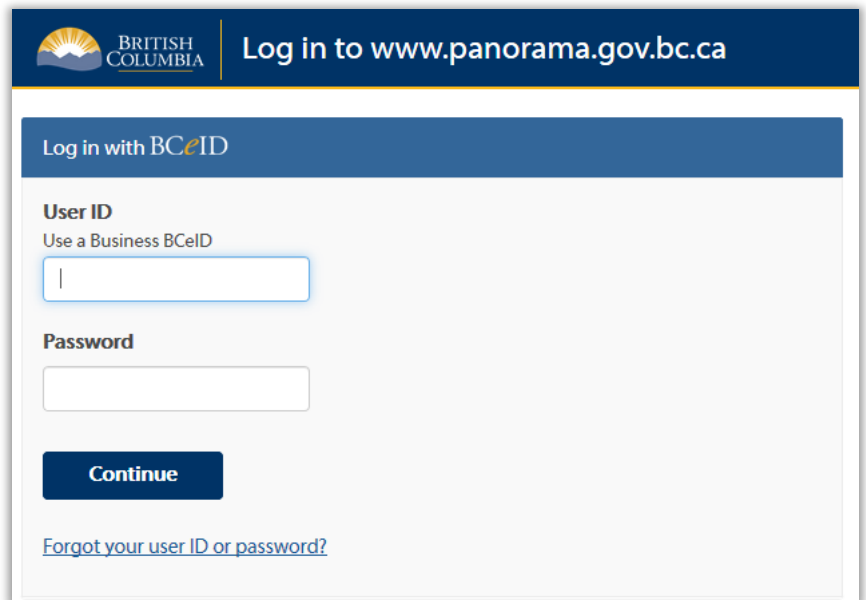 BRITISH
COLUMBIA
Log in to www.panorama.gov.bc.ca
Log in with BCeID
User ID
Use a Business BCeID
Password
Continue
Forgot your user ID or password?